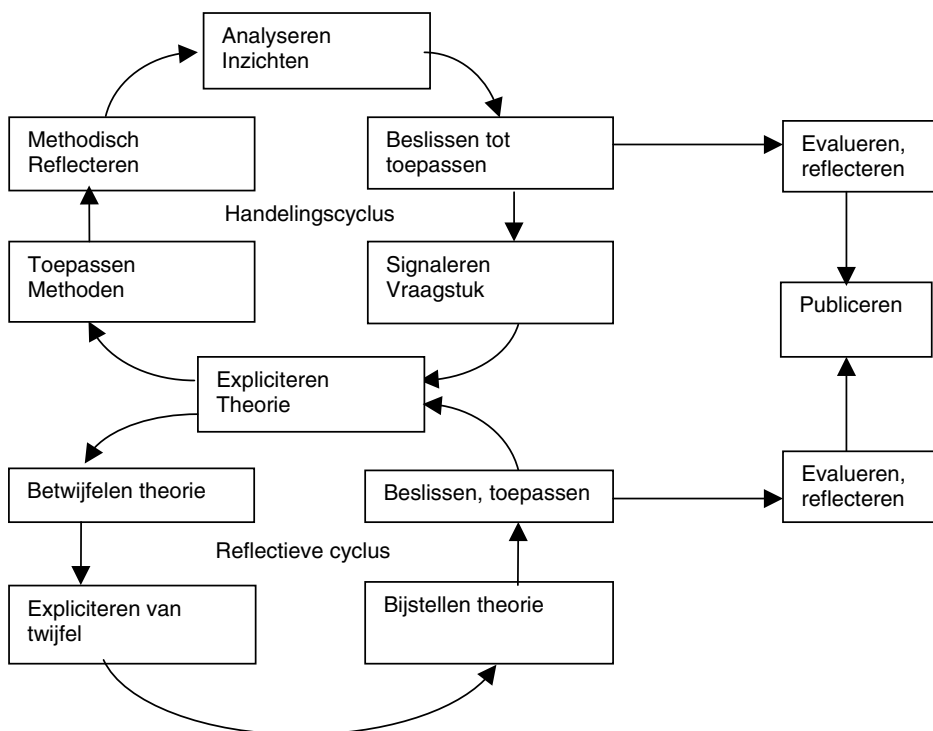 Analyseren
Inzichten
Methodisch
Reflecteren
Beslissen tot
toepassen
Evalueren,
reflecteren
Handelingscyclus
Toepassen
Methoden
Signaleren
Vraagstuk
Publiceren
Expliciteren
Theorie
Betwijfelen theorie
Beslissen, toepassen
Evalueren,
reflecteren
Reflectieve cyclus
Expliciteren van
twijfel
Bijstellen theorie